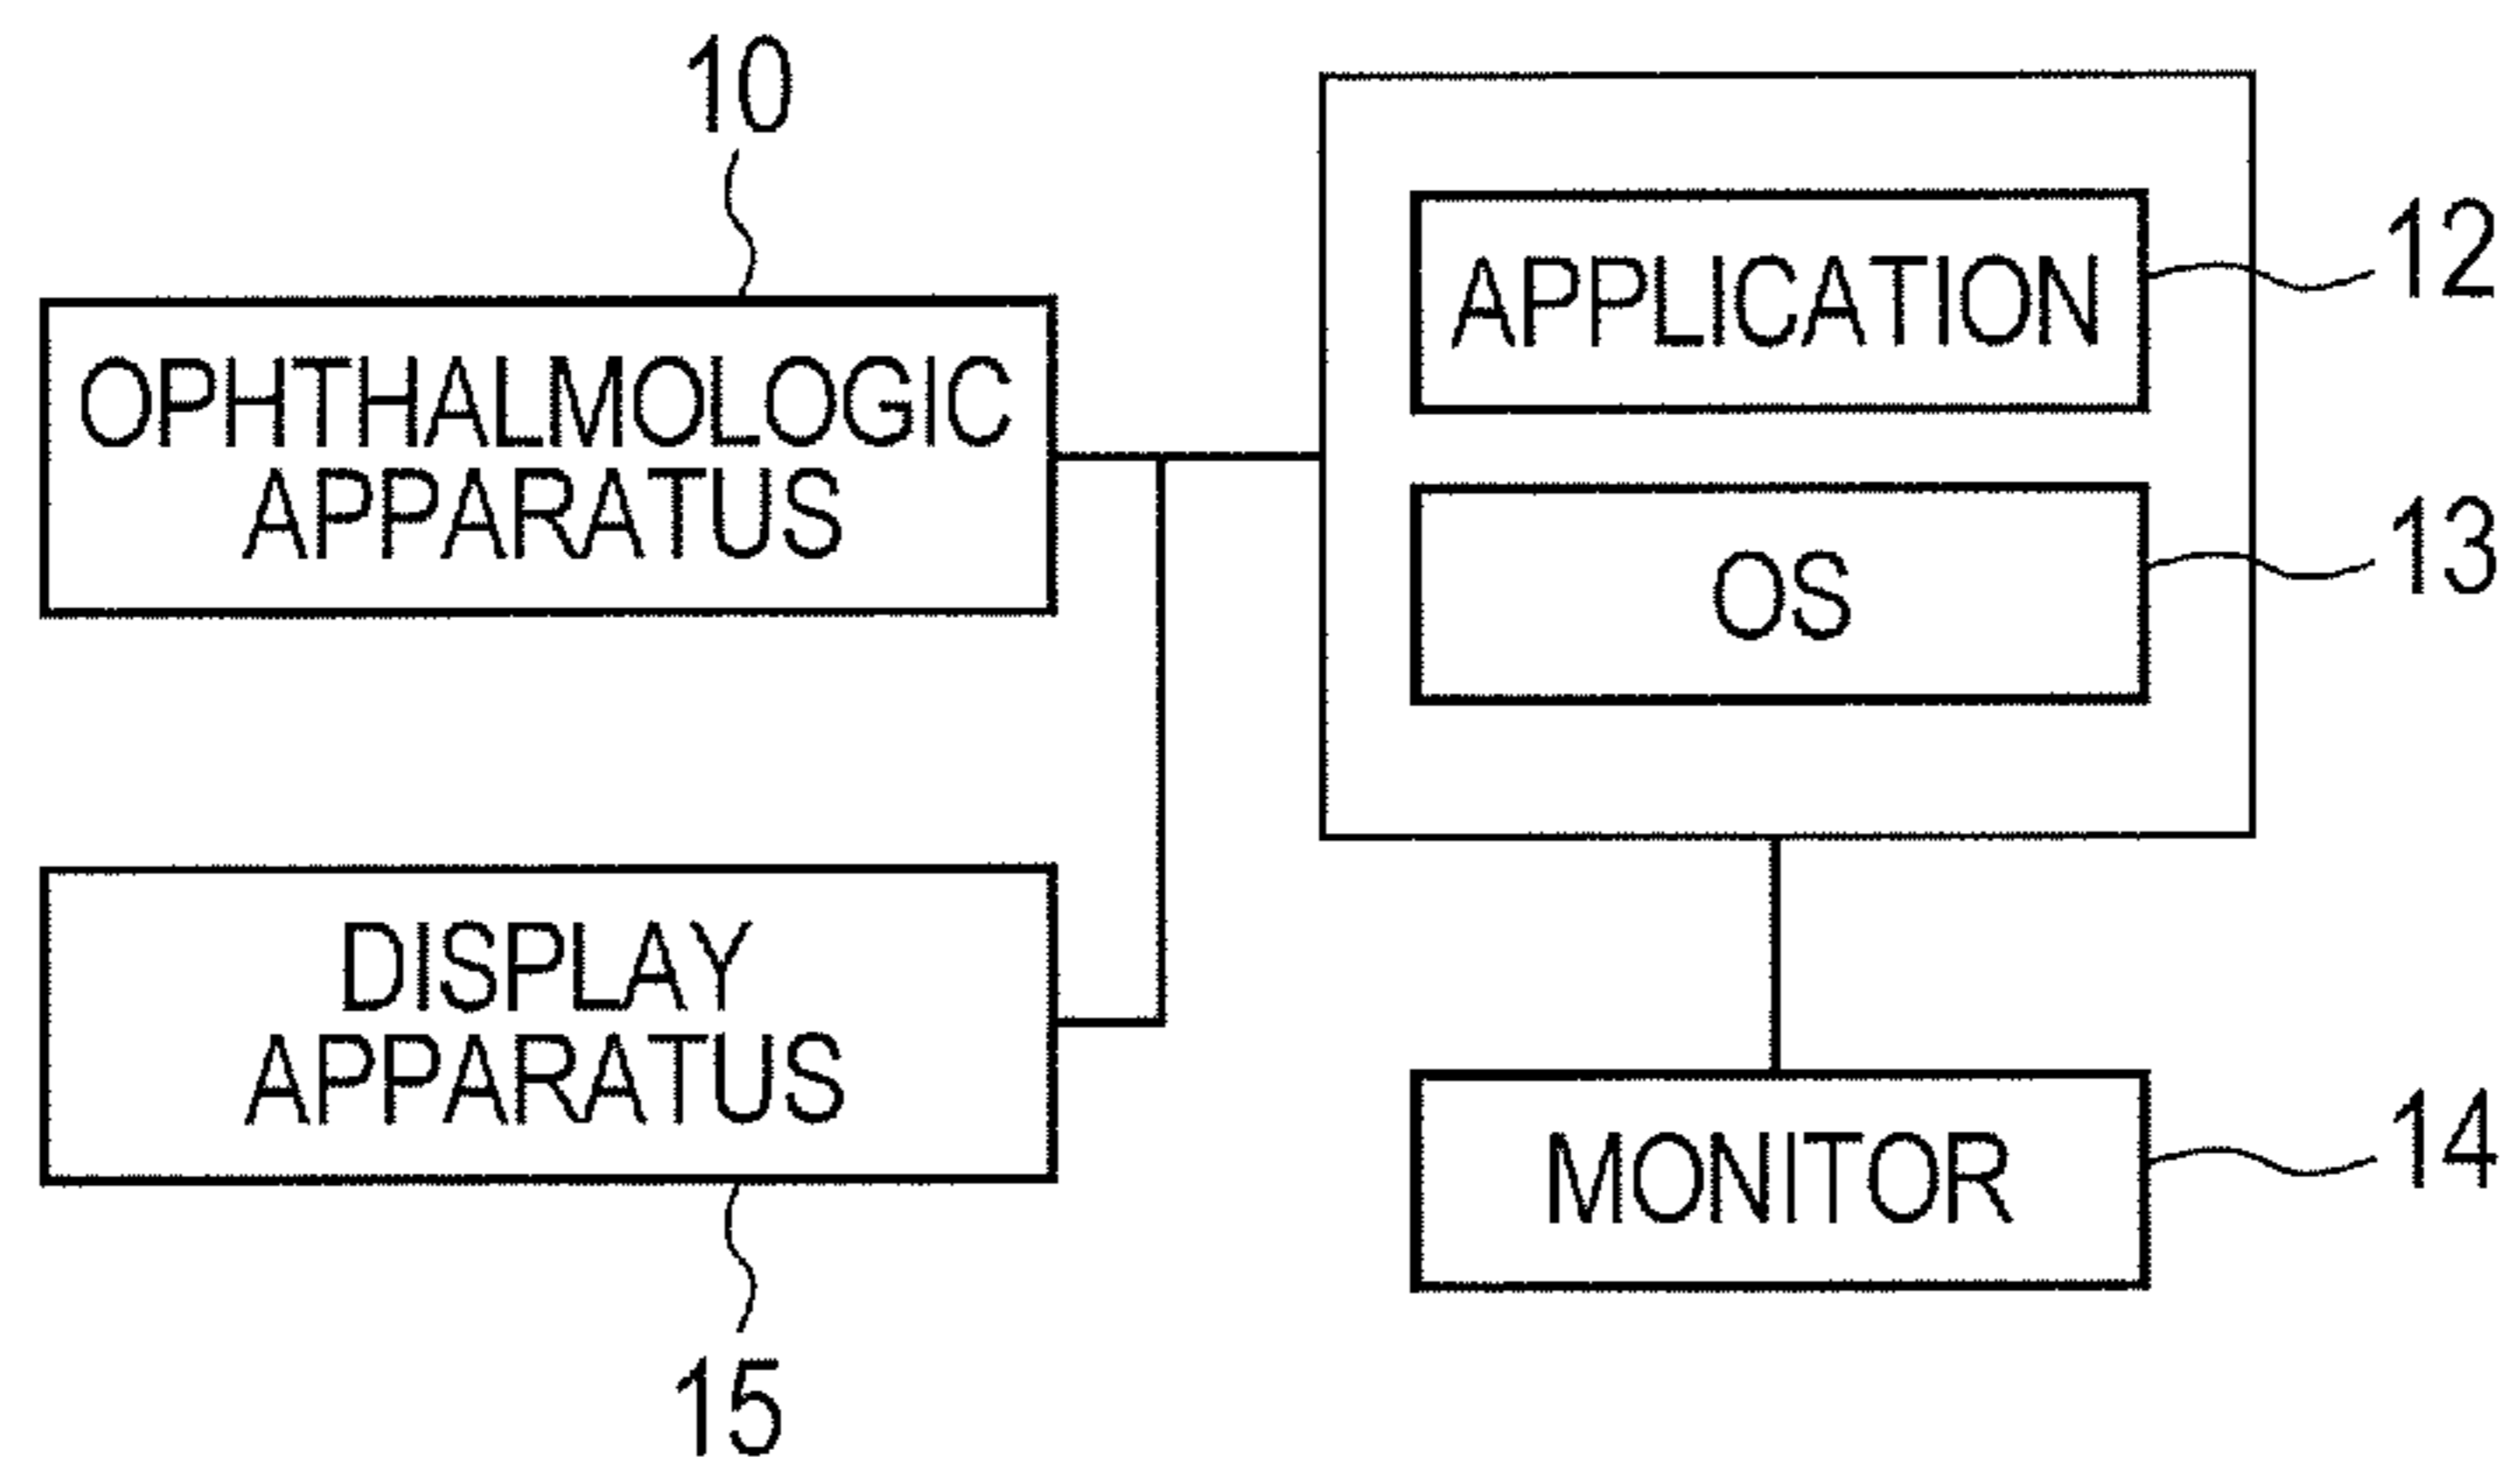 10
OPHTHALMOLOGIC
APPARATUS
APPLICATION
12
OS
13
DISPLAY
APPARATUS
15
MONITOR
14